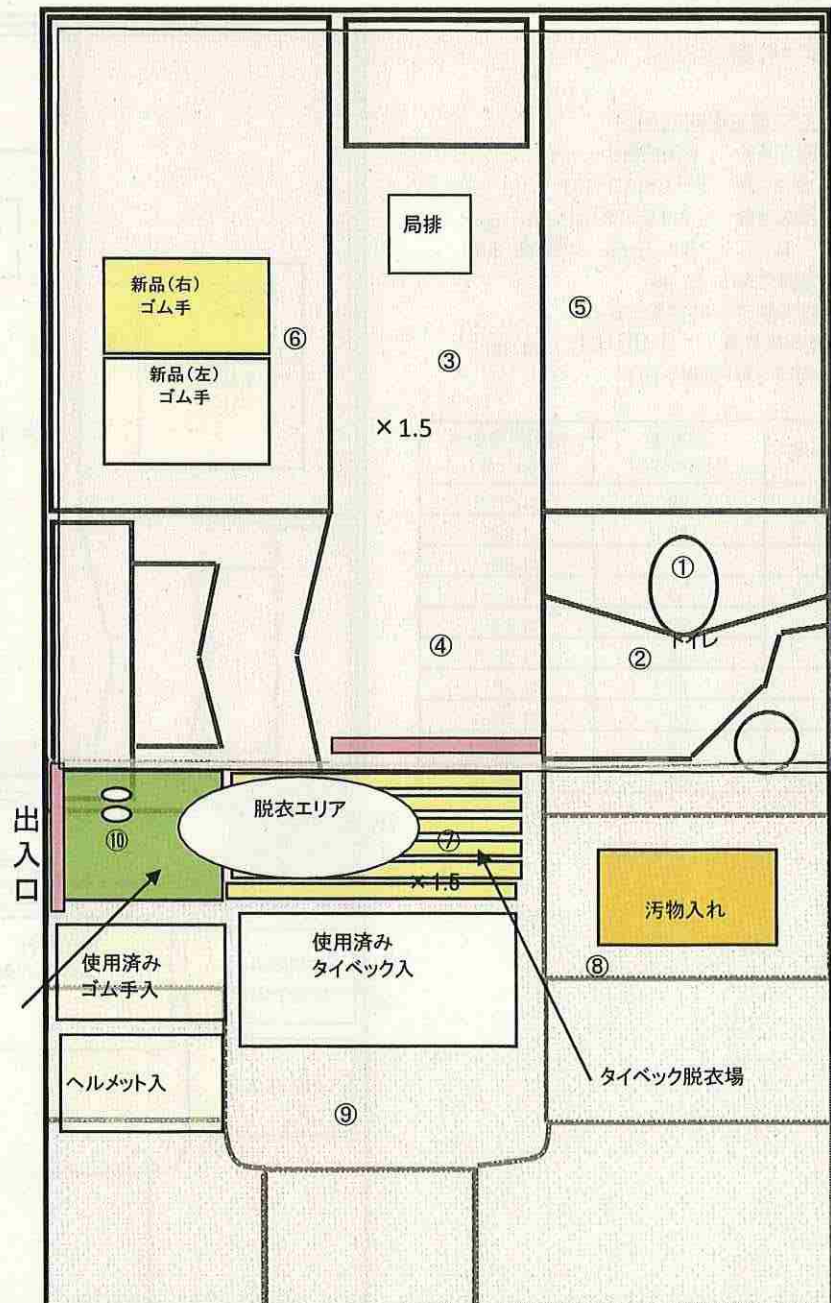 局排
新品(右)
ゴム手
⑥
⑤
③
新品(左)
ゴム手
×1.5
①
④
②
トイレ
出入口
脱衣エリア
⑩
⑦
×1.5
汚物入れ
使用済み
ゴム手入
使用済み
タイベック入
⑧
ヘルメット入
タイベック脱衣場
⑨